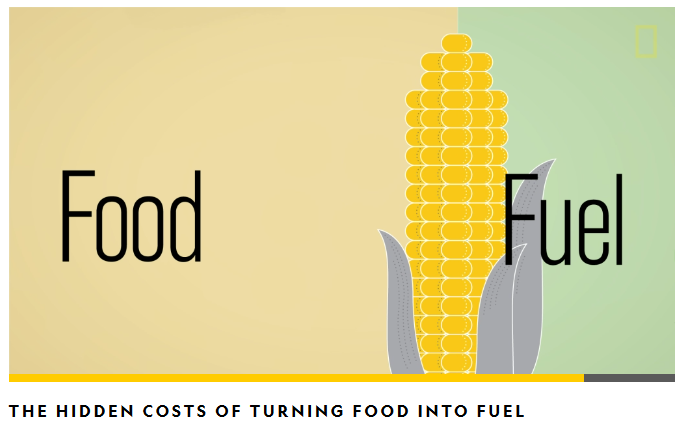 Food
Fuel
THE HIDDEN COSTS OF TURNING FOOD INTO FUEL